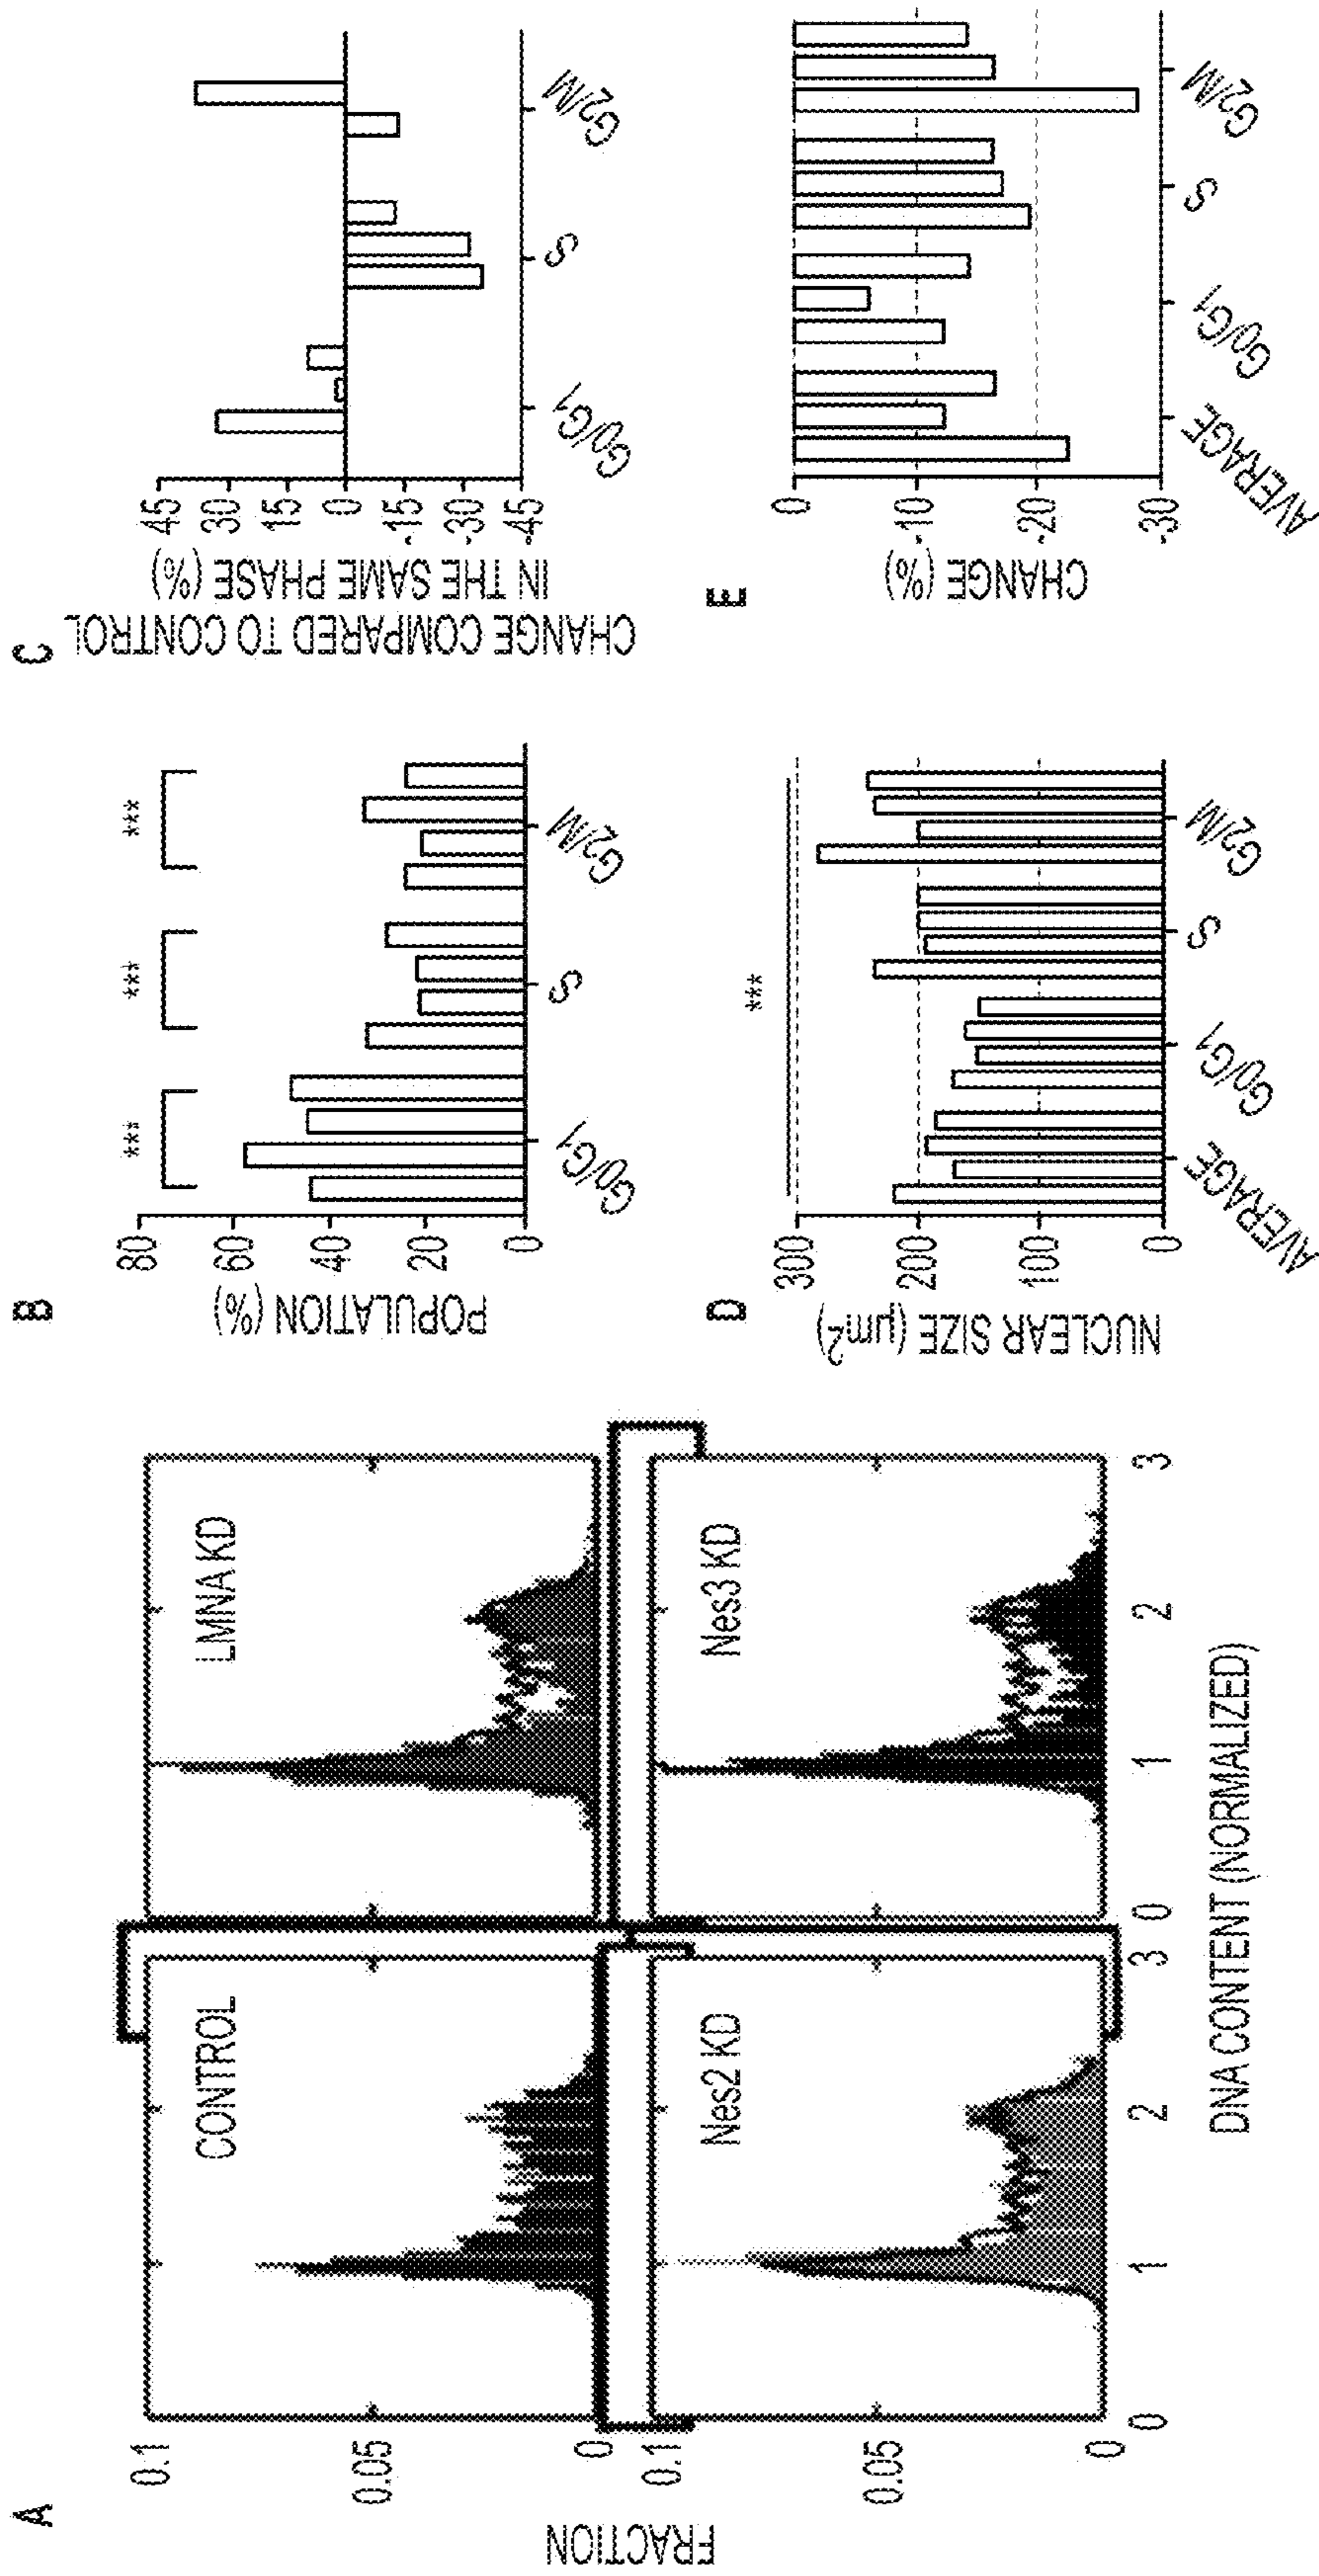 A
FRACTION
0.1
0.05
0
CONTROL
LMNA KD
0.1
0.05
0
Nes2 KD
Nes3 KD
0
1
2
3
0
1
2
3
DNA CONTENT (NORMALIZED)
B
POPULATION (%)
80
60
40
20
0
***
***
***
G0/G1
S
G2/M
C
CHANGE COMPARED TO CONTROL
IN THE SAME PHASE (%)
45
30
15
0
-15
-30
-45
G0/G1
S
G2/M
D
NUCLEAR SIZE (µm2)
300
200
100
0
***
AVERAGE
G0/G1
S
G2/M
E
CHANGE (%)
0
-10
-20
-30
AVERAGE
G0/G1
S
G2/M